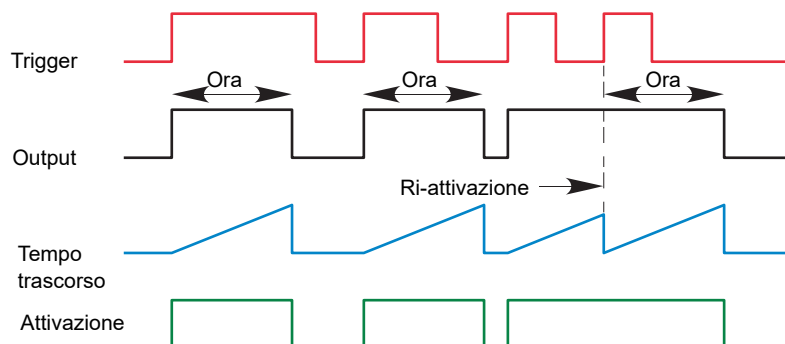 Trigger
Ora
Ora
Ora
Output
Ri-attivazione
Tempo
trascorso
Attivazione